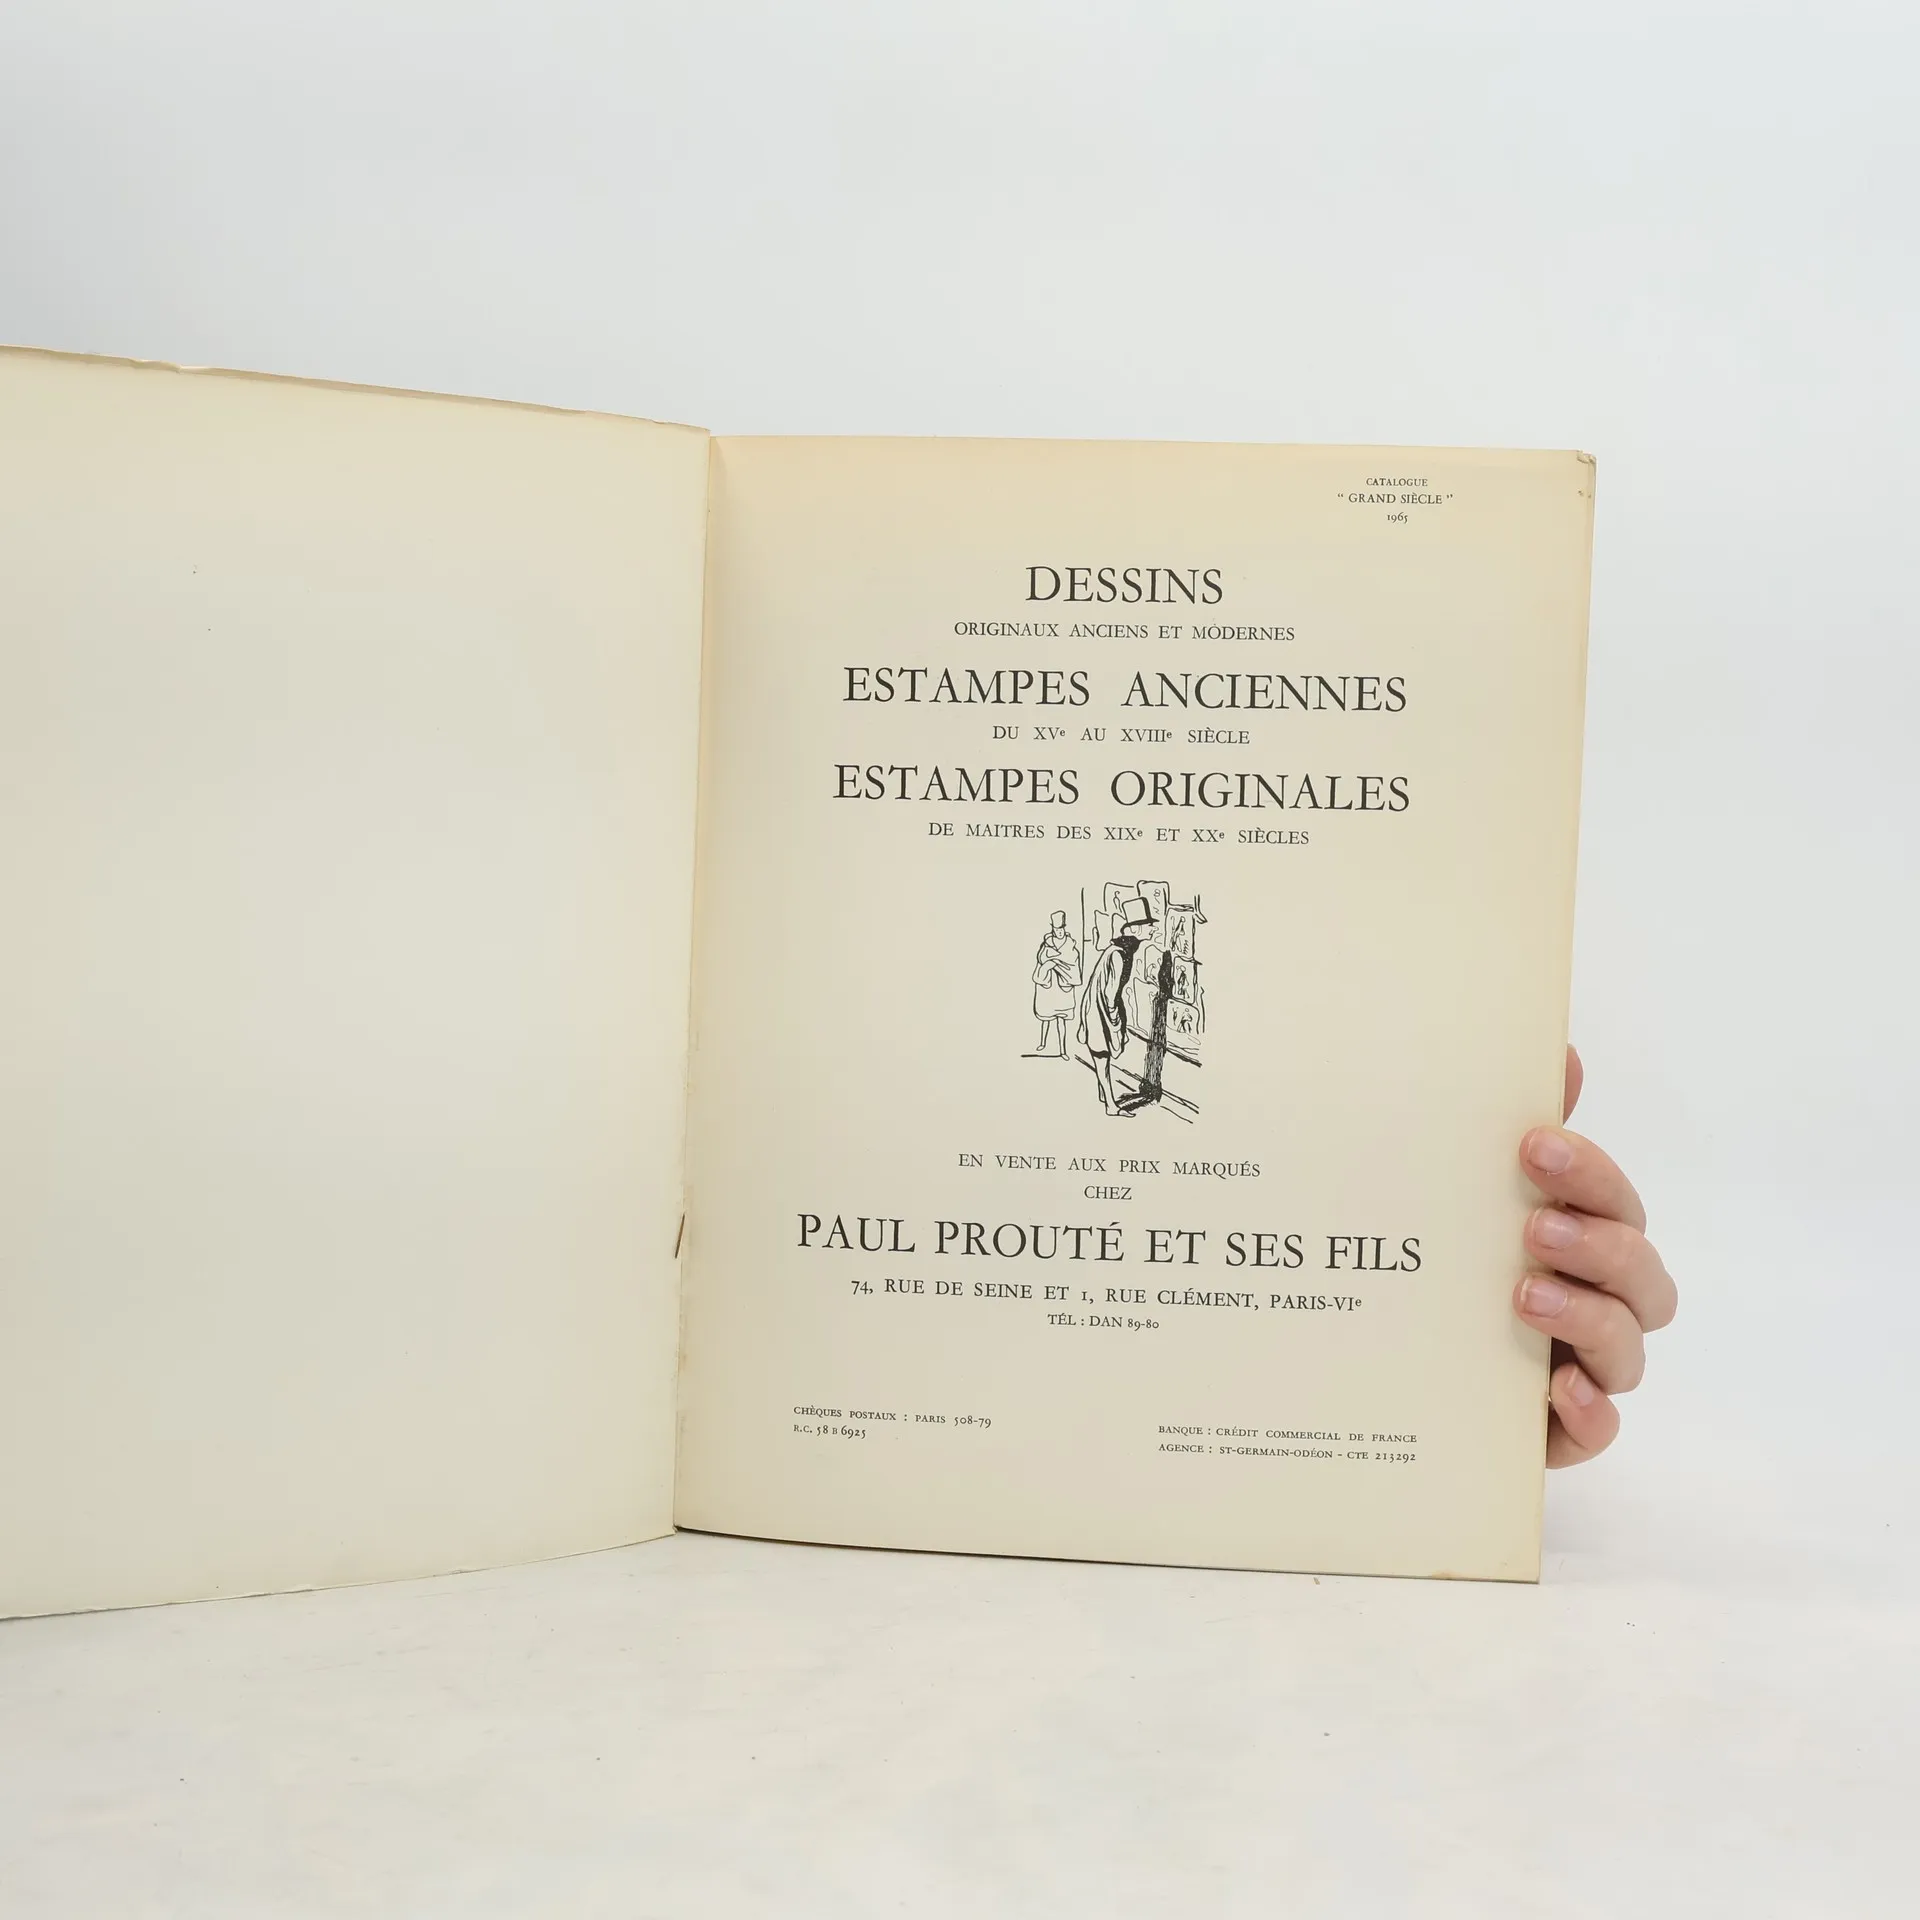 CATALOGUE
“ GRAND SIÈCLE ”
1965
DESSINS
ORIGINAUX ANCIENS ET MODERNES
ESTAMPES ANCIENNES
DU XVe AU XVIIIe SIÈCLE
ESTAMPES ORIGINALES
DE MAITRES DES XIXe ET XXe SIÈCLES
EN VENTE AUX PRIX MARQUÉS
CHEZ
PAUL PROUTÉ ET SES FILS
74, RUE DE SEINE ET 1, RUE CLÉMENT, PARIS-VIe
TÉL : DAN 89-80
CHÈQUES POSTAUX : PARIS 508-79
R.C. 58 B 6925
BANQUE : CRÉDIT COMMERCIAL DE FRANCE
AGENCE : ST-GERMAIN-ODÉON - CTE 213292